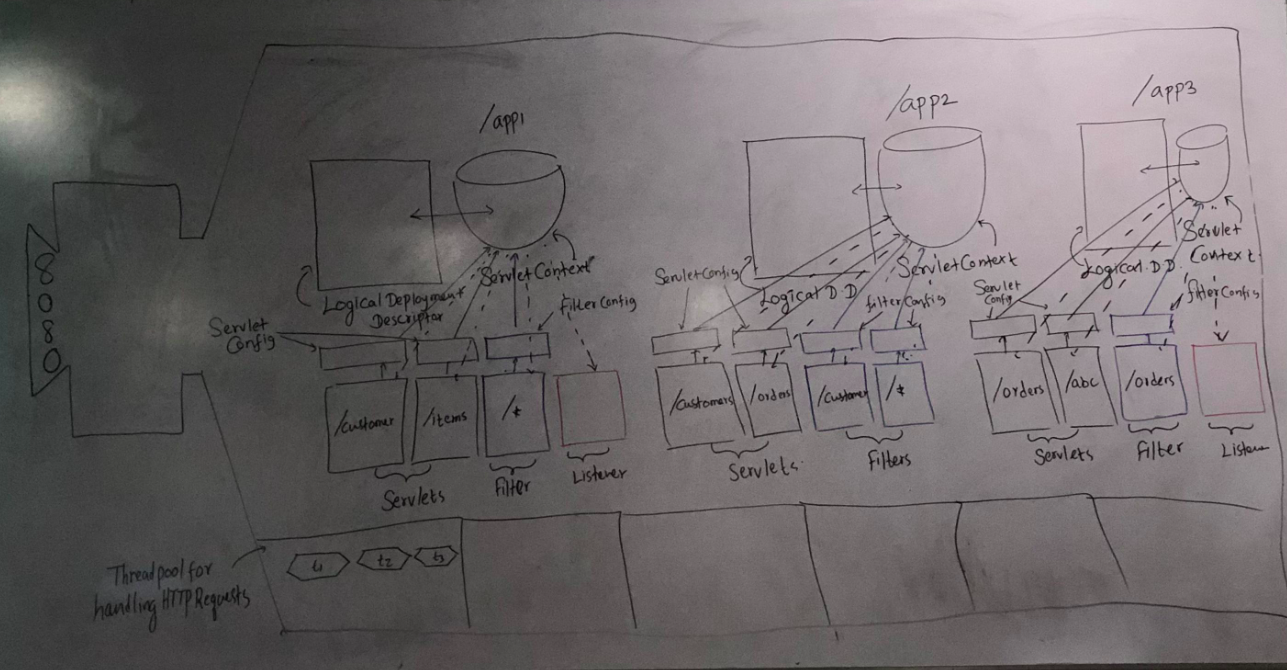 8080
/app1
Logical Deployment
Descriptor
ServletContext
Filter Config
Servlet
Config
/customer
/items
/*
Servlets
Filter
Listener
/app2
ServletConfig
Logical D.D
ServletContext
filter Config
/customers
/orders
/customer
/*
Servlets
Filters
/app3
Servlet
Context
Logical D.D
Servlet
Config
filter Config
/orders
/abc
/orders
Servlets
Filter
Listener
Threadpool for
handling HTTP Requests
t1
t2
t3